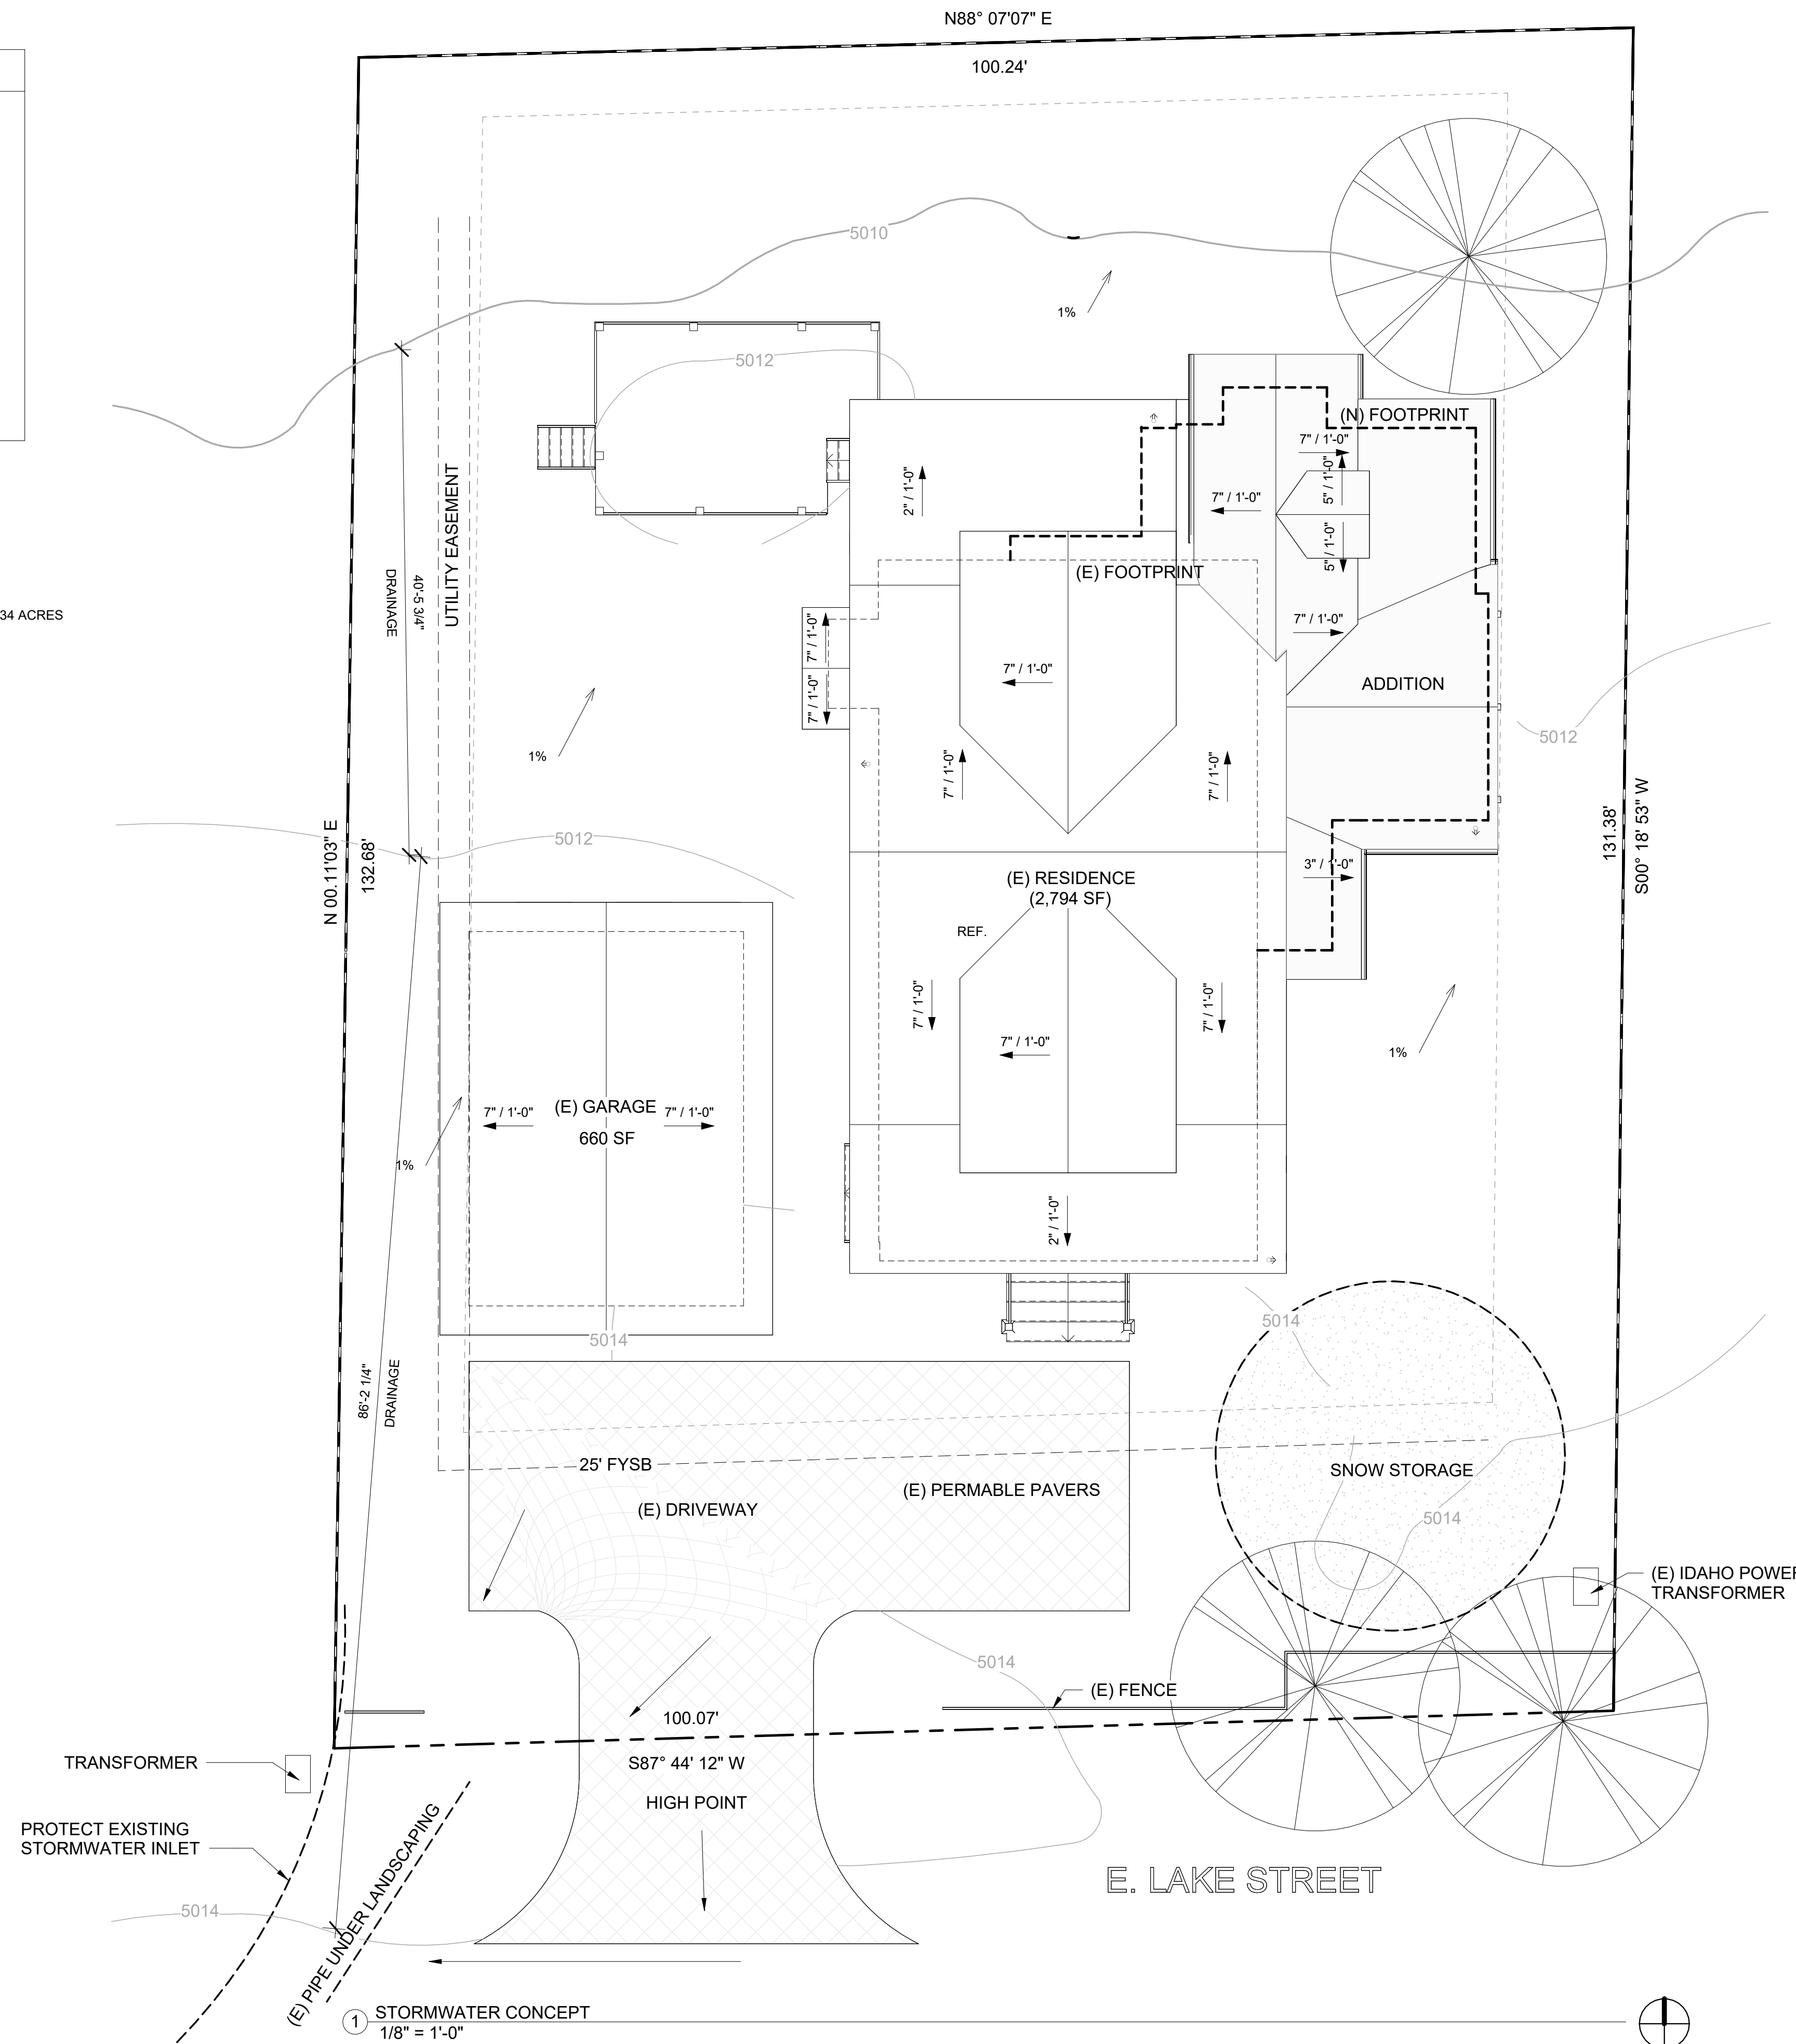 N88° 07'07" E
100.24'
5010
1%
5012
(N) FOOTPRINT
7" / 1'-0"
5" / 1'-0"
7" / 1'-0"
2" / 1'-0"
5" / 1'-0"
UTILITY EASEMENT
(E) FOOTPRINT
DRAINAGE
40'-5 3/4"
34 ACRES
7" / 1'-0"
7" / 1'-0"
7" / 1'-0"
7" / 1'-0"
ADDITION
5012
1%
7" / 1'-0"
7" / 1'-0"
5012
N 00.11'03" E
132.68'
131.38'
S00° 18' 53" W
3" / 1'-0"
(E) RESIDENCE
(2,794 SF)
REF.
7" / 1'-0"
7" / 1'-0"
7" / 1'-0"
1%
(E) GARAGE
660 SF
7" / 1'-0"
7" / 1'-0"
1%
2" / 1'-0"
5014
5014
86'-2 1/4"
DRAINAGE
25' FYSB
SNOW STORAGE
(E) PERMABLE PAVERS
(E) DRIVEWAY
5014
(E) IDAHO POWER
TRANSFORMER
5014
(E) FENCE
100.07'
S87° 44' 12" W
TRANSFORMER
HIGH POINT
PROTECT EXISTING
STORMWATER INLET
E. LAKE STREET
5014
(E) PIPE UNDER LANDSCAPING
1
STORMWATER CONCEPT
1/8" = 1'-0"